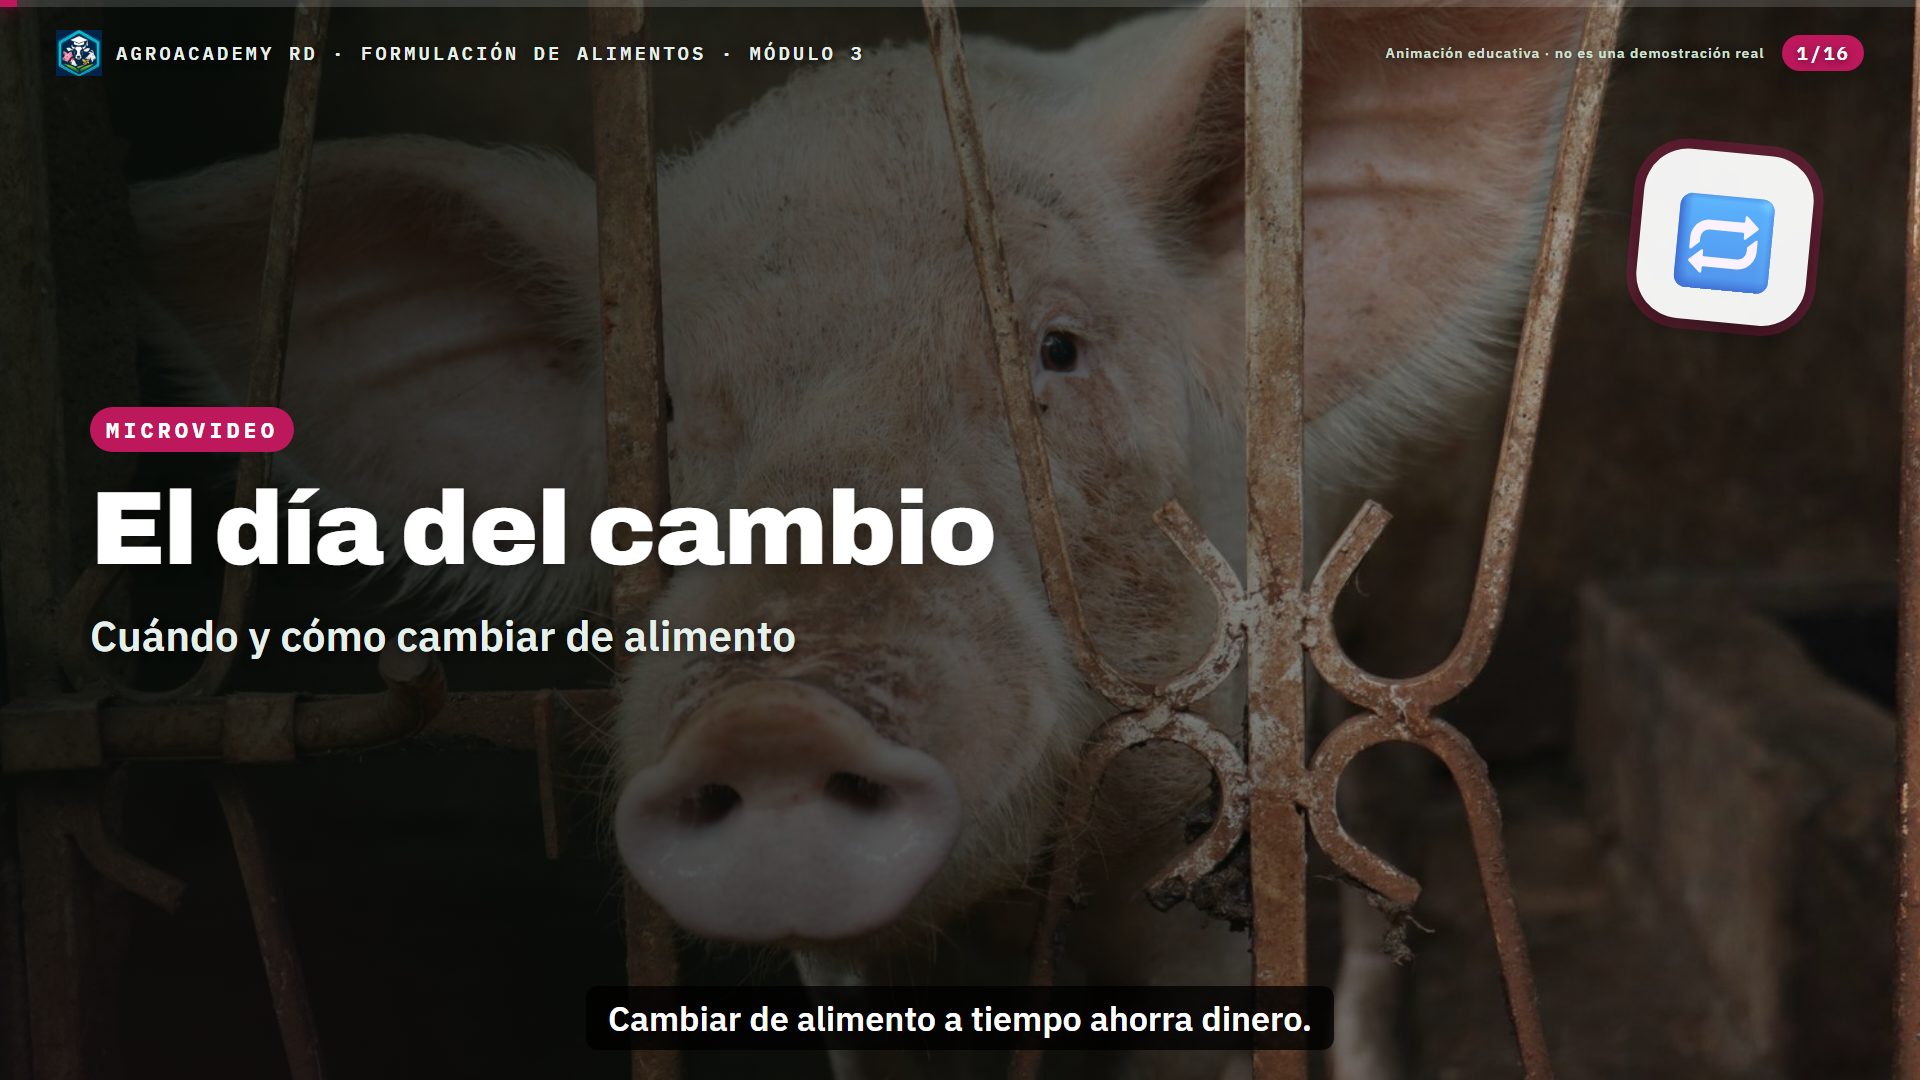 AGROACADEMY RD · FORMULACIÓN DE ALIMENTOS · MÓDULO 3
Animación educativa · no es una demostración real
1/16
MICROVIDEO
El día del cambio
Cuándo y cómo cambiar de alimento
Cambiar de alimento a tiempo ahorra dinero.